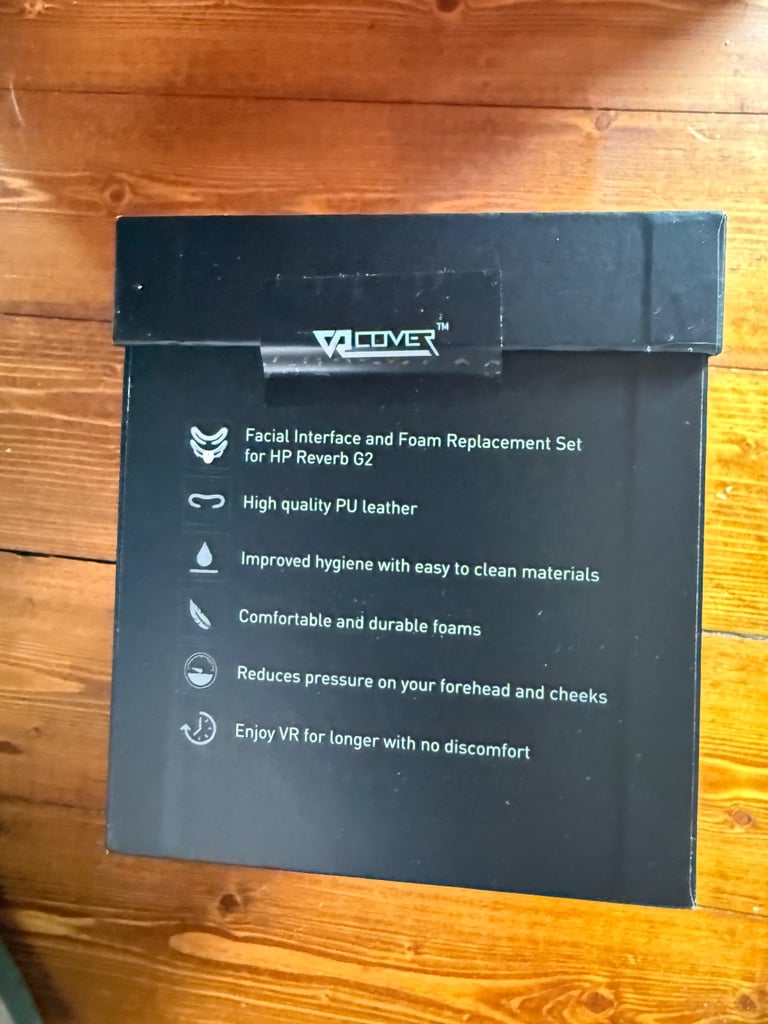 VR COVER™
Facial Interface and Foam Replacement Set
for HP Reverb G2
High quality PU leather
Improved hygiene with easy to clean materials
Comfortable and durable foams
Reduces pressure on your forehead and cheeks
Enjoy VR for longer with no discomfort